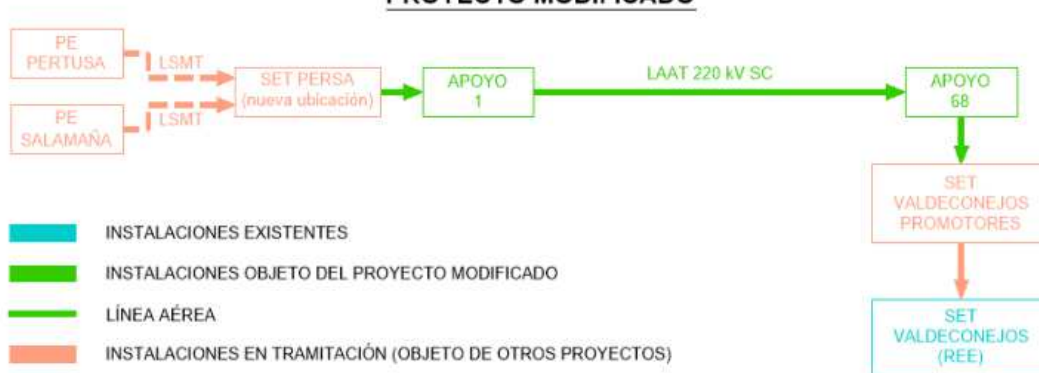 PROYECTO MODIFICADO
PE
PERTUSA
LSMT
SET PERSA
(nueva ubicación)
APOYO
1
LAAT 220 kV SC
APOYO
68
PE
SALAMAÑA
LSMT
SET
VALDECONEJOS
PROMOTORES
SET
VALDECONEJOS
(REE)
INSTALACIONES EXISTENTES
INSTALACIONES OBJETO DEL PROYECTO MODIFICADO
LÍNEA AÉREA
INSTALACIONES EN TRAMITACIÓN (OBJETO DE OTROS PROYECTOS)